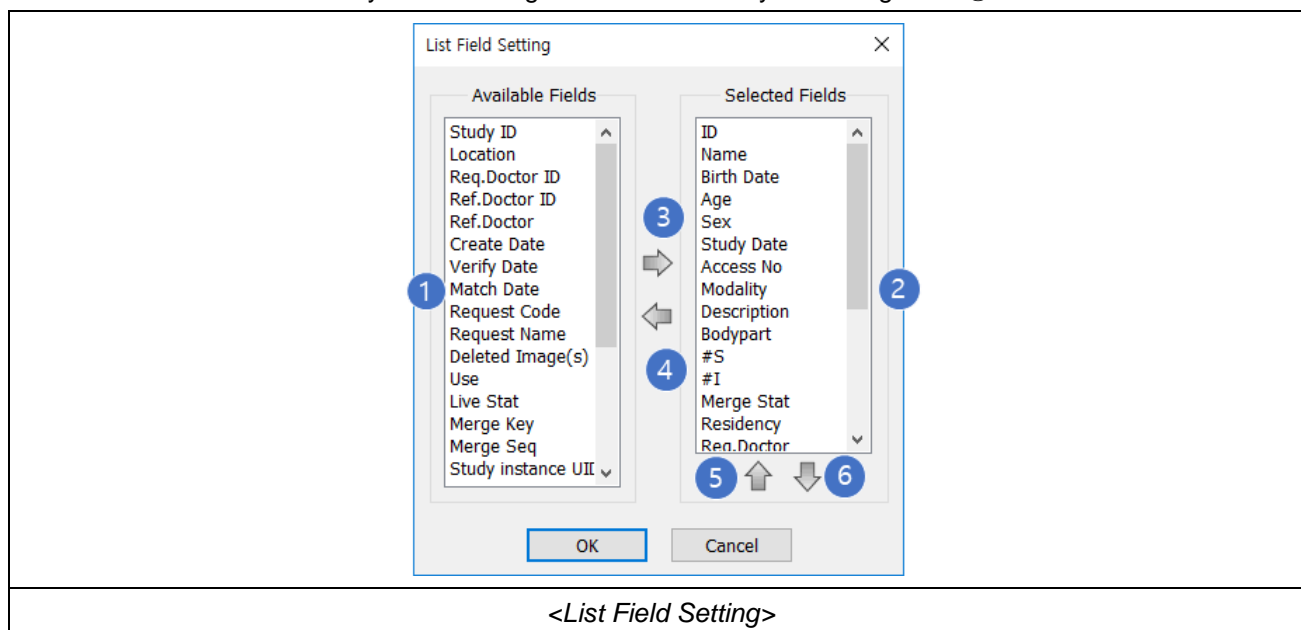 List Field Setting
Available Fields
Study ID
Location
Req.Doctor ID
Ref.Doctor ID
Ref.Doctor
Create Date
Verify Date
Match Date
Request Code
Request Name
Deleted Image(s)
Use
Live Stat
Merge Key
Merge Seq
Study instance UID
1
3
4
Selected Fields
ID
Name
Birth Date
Age
Sex
Study Date
Access No
Modality
Description
Bodypart
#S
#I
Merge Stat
Residency
Req.Doctor
2
5
6
OK
Cancel
<List Field Setting>